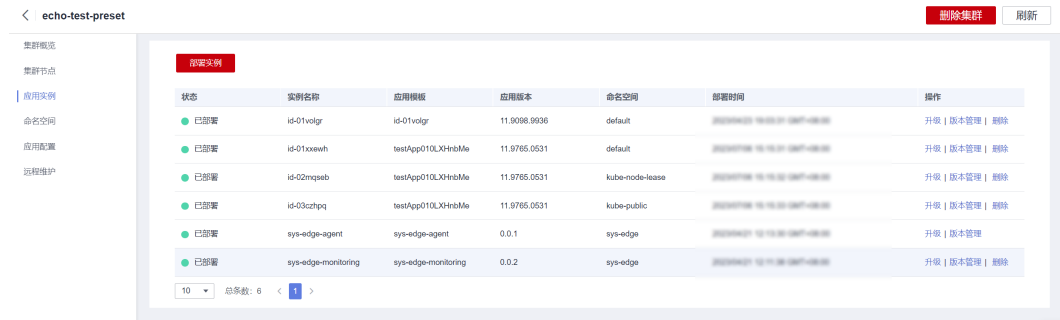 echo-test-preset 删除集群 刷新
集群概览
集群节点
应用实例
命名空间
应用配置
远程维护
部署实例
状态 实例名称 应用模板 应用版本 命名空间 部署时间 操作
已部署 id-01volgr id-01volgr 11.9098.9936 default 升级 | 版本管理 | 删除
已部署 id-01xxewh testApp010LXHnbMe 11.9765.0531 default 升级 | 版本管理 | 删除
已部署 id-02mqseb testApp010LXHnbMe 11.9765.0531 kube-node-lease 升级 | 版本管理 | 删除
已部署 id-03czhpq testApp010LXHnbMe 11.9765.0531 kube-public 升级 | 版本管理 | 删除
已部署 sys-edge-agent sys-edge-agent 0.0.1 sys-edge 升级 | 版本管理
已部署 sys-edge-monitoring sys-edge-monitoring 0.0.2 sys-edge 升级 | 版本管理 | 删除
10 总条数：6 < 1 >